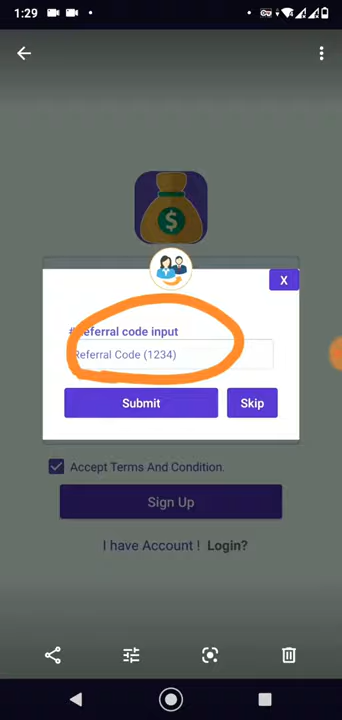 1:29
$
X
#Referral code input
Referral Code (1234)
Submit Skip
Accept Terms And Condition.
Sign Up
I have Account ! Login?